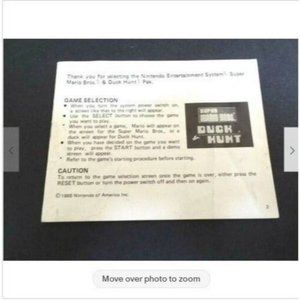 Thank you for selecting the Nintendo Entertainment System™ Super
Mario Bros.™ & Duck Hunt™ Pak.
GAME SELECTION
• When you turn the system power switch on,
a screen like that to the right will appear.
• Use the SELECT button to choose the game
you want to play.
• When you select a game, Mario will appear on
the screen for the Super Mario Bros., or a
duck will appear for Duck Hunt.
• When you have decided on the game you want
to play, press the START button and a demo
screen will appear.
• Refer to the game's starting procedure before starting.
SUPER
MARIO BROS.
DUCK
HUNT
CAUTION
To return to the game selection screen once the game is over, either press the
RESET button or turn the power switch off and then on again.
©1988 Nintendo of America Inc.
Move over photo to zoom